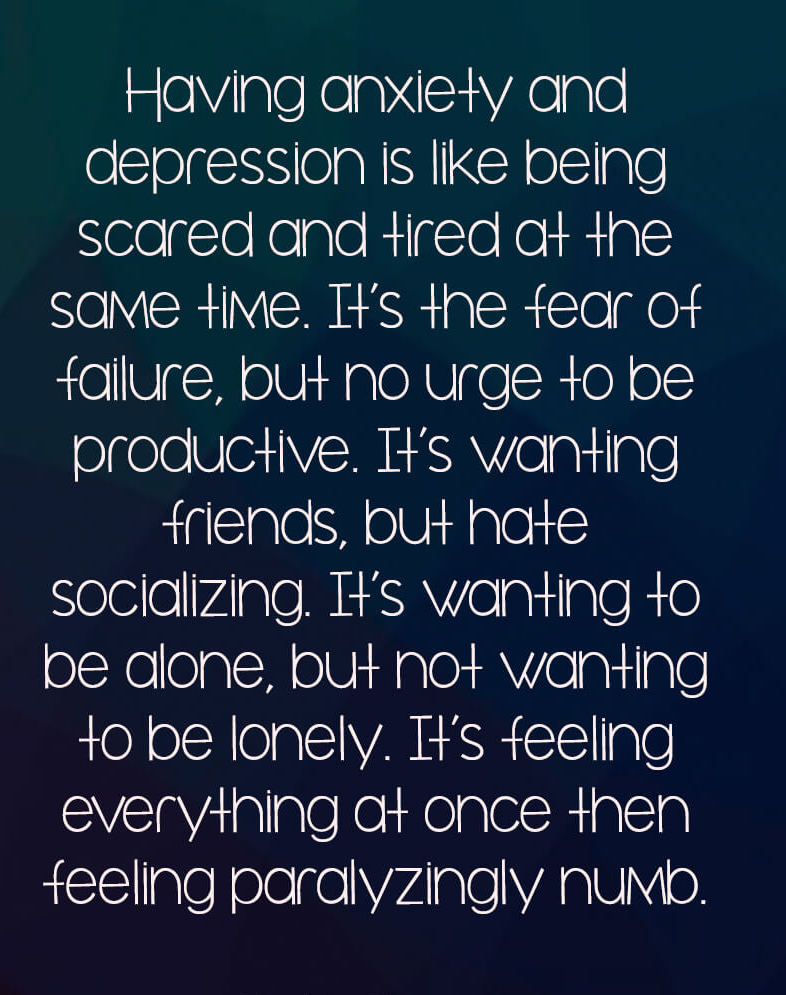 Having anxiety and
depression is like being
scared and tired at the
same time. It's the fear of
failure, but no urge to be
productive. It's wanting
friends, but hate
socializing. It's wanting to
be alone, but not wanting
to be lonely. It's feeling
everything at once then
feeling paralyzingly numb.